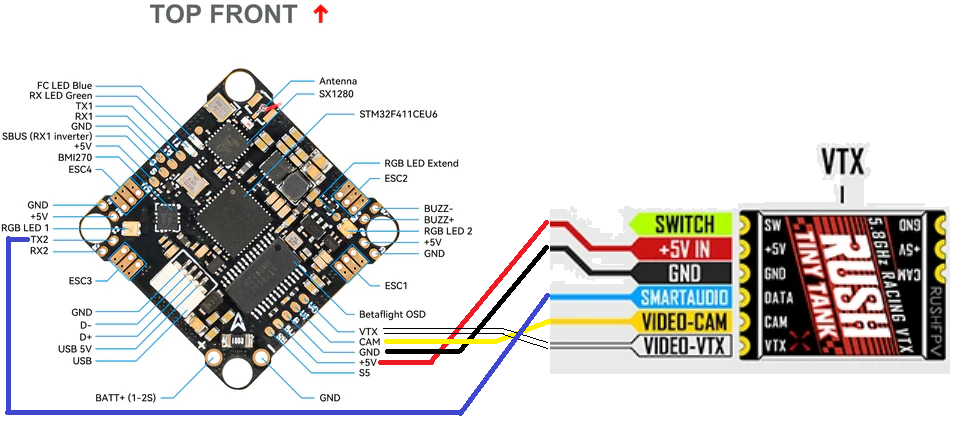 TOP FRONT ↑
FC LED Blue
RX LED Green
TX1
RX1
GND
SBUS (RX1 inverter)
+5V
BMI270
ESC4
GND
+5V
RGB LED 1
TX2
RX2
ESC3
GND
D-
D+
USB 5V
USB
BATT+ (1-2S)
Antenna
SX1280
STM32F411CEU6
RGB LED Extend
ESC2
BUZZ-
BUZZ+
RGB LED 2
+5V
GND
ESC1
Betaflight OSD
VTX
CAM
GND
+5V
S5
GND
VTX
SWITCH
+5V IN
GND
SMARTAUDIO
VIDEO-CAM
VIDEO-VTX
SW
+5V
GND
DATA
CAM
VTX
TINY TANK
RUSH
5.8GHz RACING VTX
GND
+5V
CAM
RUSHFPV